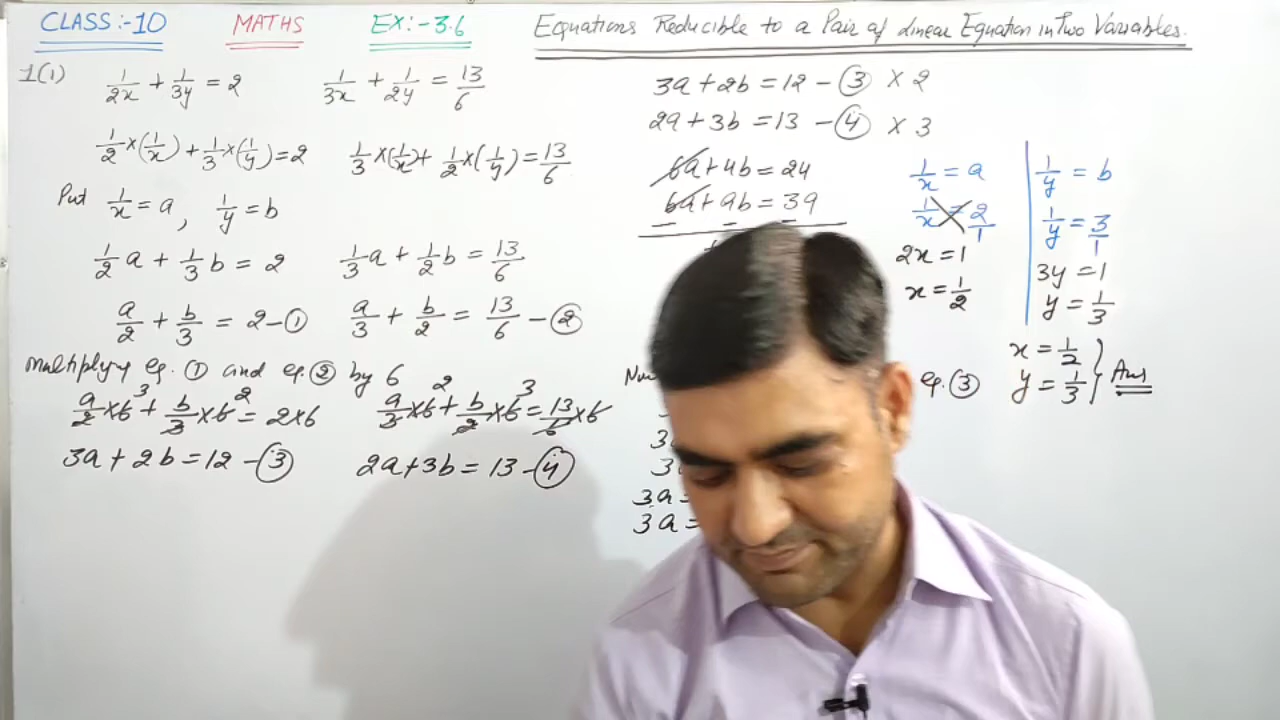 CLASS:-10 MATHS EX:-3.6 Equations Reducible to a Pair of Linear Equation in Two Variables.
1(i) 1/2x + 1/3y = 2 1/3x + 1/2y = 13/6
1/2 × (1/x) + 1/3 × (1/y) = 2 1/3 × (1/x) + 1/2 × (1/y) = 13/6
Put 1/x = a, 1/y = b
1/2 a + 1/3 b = 2 1/3 a + 1/2 b = 13/6
a/2 + b/3 = 2 - ① a/3 + b/2 = 13/6 - ②
multiply eq. ① and eq. ② by 6
a/2 × 6 3 + b/3 × 6 2 = 2×6 a/3 × 6 2 + b/2 × 6 3 = 13/6 × 6
3a + 2b = 12 - ③ 2a + 3b = 13 - ④
3a + 2b = 12 - ③ × 2
2a + 3b = 13 - ④ × 3
6a + 4b = 24
6a + 9b = 39
- - -
eq. ③
3a =
3a =
1/x = a
1/x = 2/1
2x = 1
x = 1/2
1/y = b
1/y = 3/1
3y = 1
y = 1/3
x = 1/2
y = 1/3 } Ans